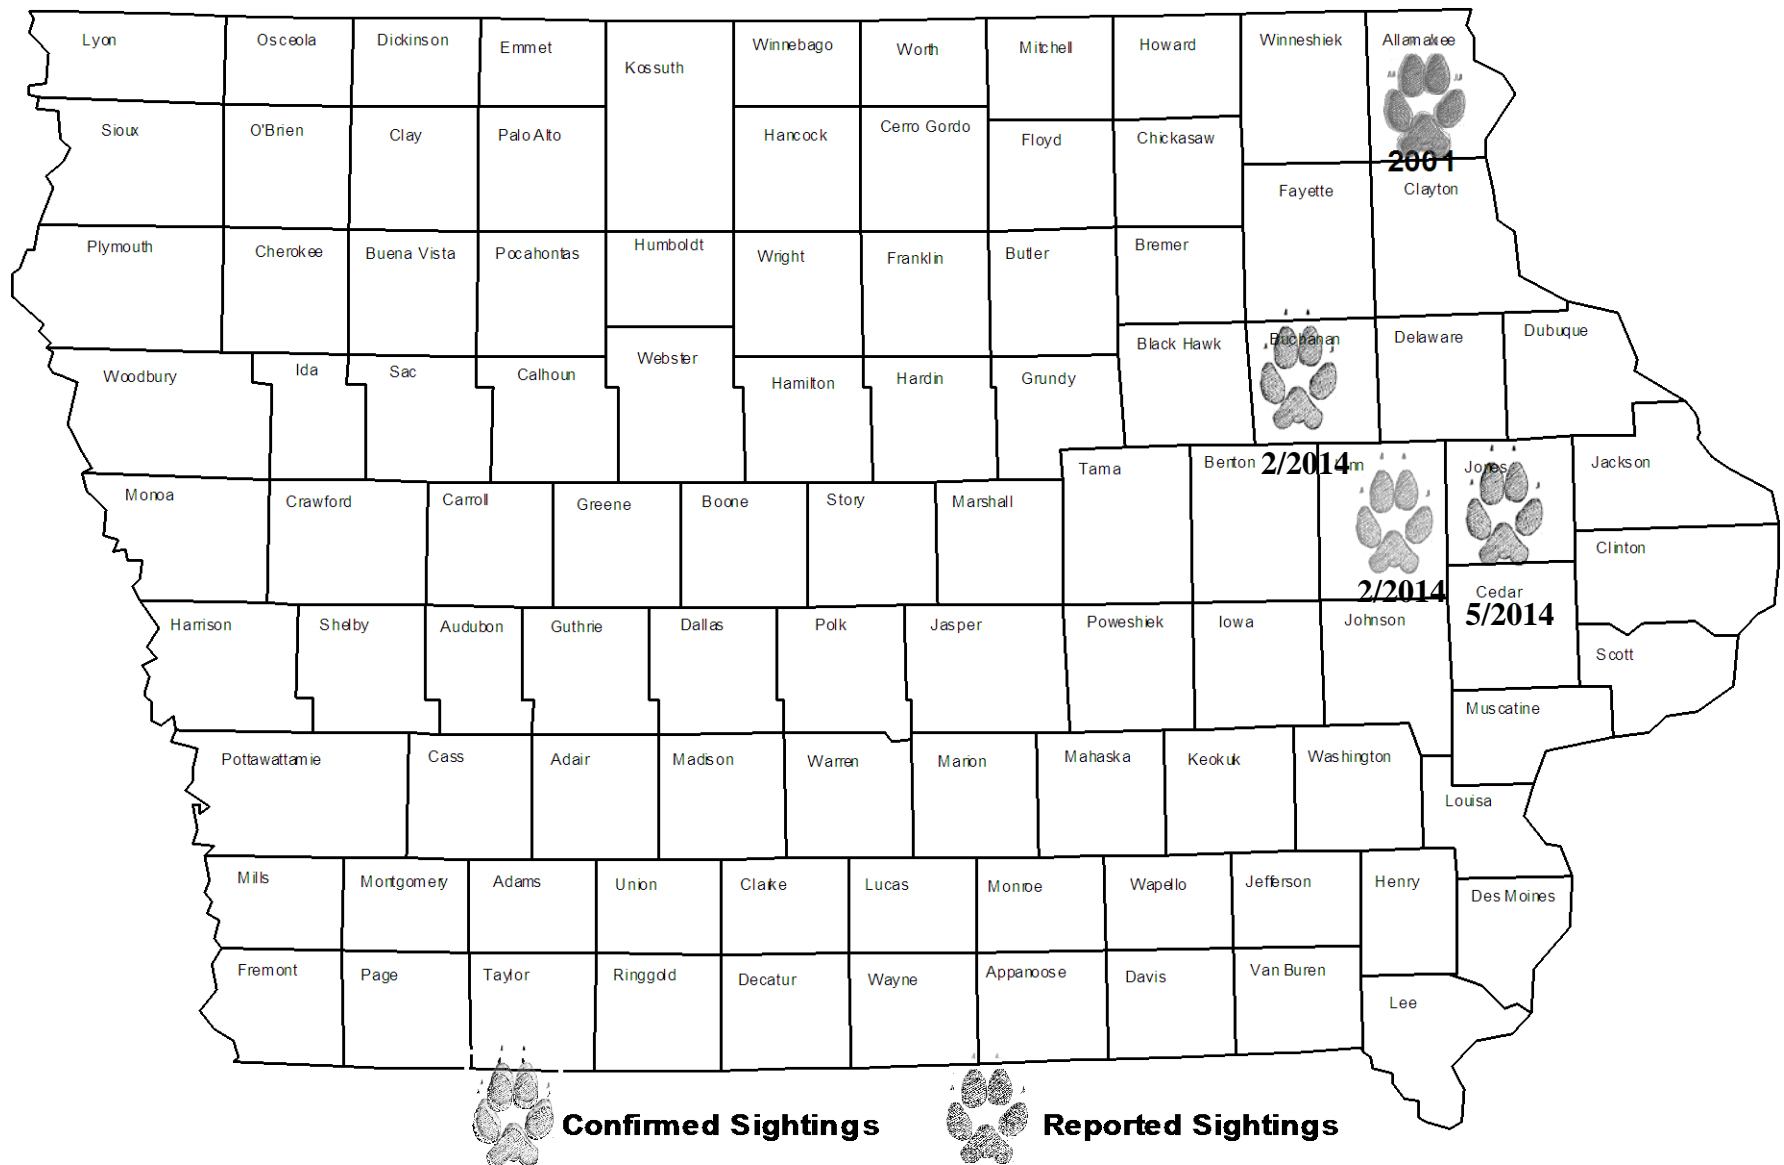 Lyon
Osceola
Dickinson
Emmet
Kossuth
Winnebago
Worth
Mitchell
Howard
Winneshiek
Allamakee
Sioux
O'Brien
Clay
Palo Alto
Hancock
Cerro Gordo
Floyd
Chickasaw
2001
Fayette
Clayton
Plymouth
Cherokee
Buena Vista
Pocahontas
Humboldt
Wright
Franklin
Butler
Bremer
Woodbury
Ida
Sac
Calhoun
Webster
Hamilton
Hardin
Grundy
Black Hawk
Buchanan
Delaware
Dubuque
Monoa
Crawford
Carroll
Greene
Boone
Story
Marshall
Tama
Benton
2/2014
Linn
Jones
Jackson
Clinton
2/2014
Cedar
5/2014
Harrison
Shelby
Audubon
Guthrie
Dallas
Polk
Jasper
Poweshiek
Iowa
Johnson
Scott
Muscatine
Pottawattamie
Cass
Adair
Madison
Warren
Marion
Mahaska
Keokuk
Washington
Louisa
Mills
Montgomery
Adams
Union
Clarke
Lucas
Monroe
Wapello
Jefferson
Henry
Des Moines
Fremont
Page
Taylor
Ringgold
Decatur
Wayne
Appanoose
Davis
Van Buren
Lee
Confirmed Sightings
Reported Sightings